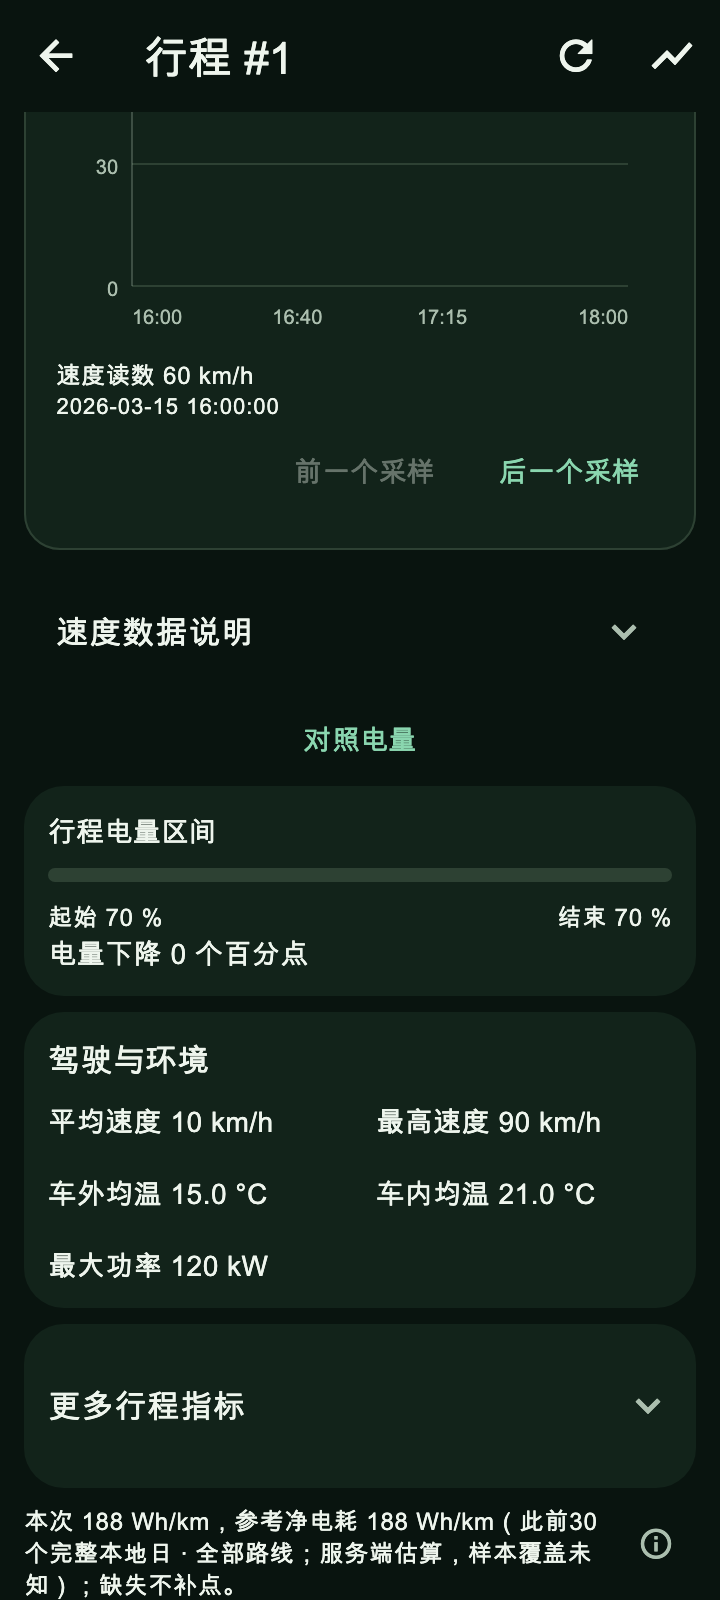 行程 #1
30
0
16:00 16:40 17:15 18:00
速度读数 60 km/h
2026-03-15 16:00:00
前一个采样 后一个采样
速度数据说明
对照电量
行程电量区间
起始 70 % 结束 70 %
电量下降 0 个百分点
驾驶与环境
平均速度 10 km/h 最高速度 90 km/h
车外均温 15.0 °C 车内均温 21.0 °C
最大功率 120 kW
更多行程指标
本次 188 Wh/km，参考净电耗 188 Wh/km（此前30
个完整本地日 · 全部路线；服务端估算，样本覆盖未
知）；缺失不补点。